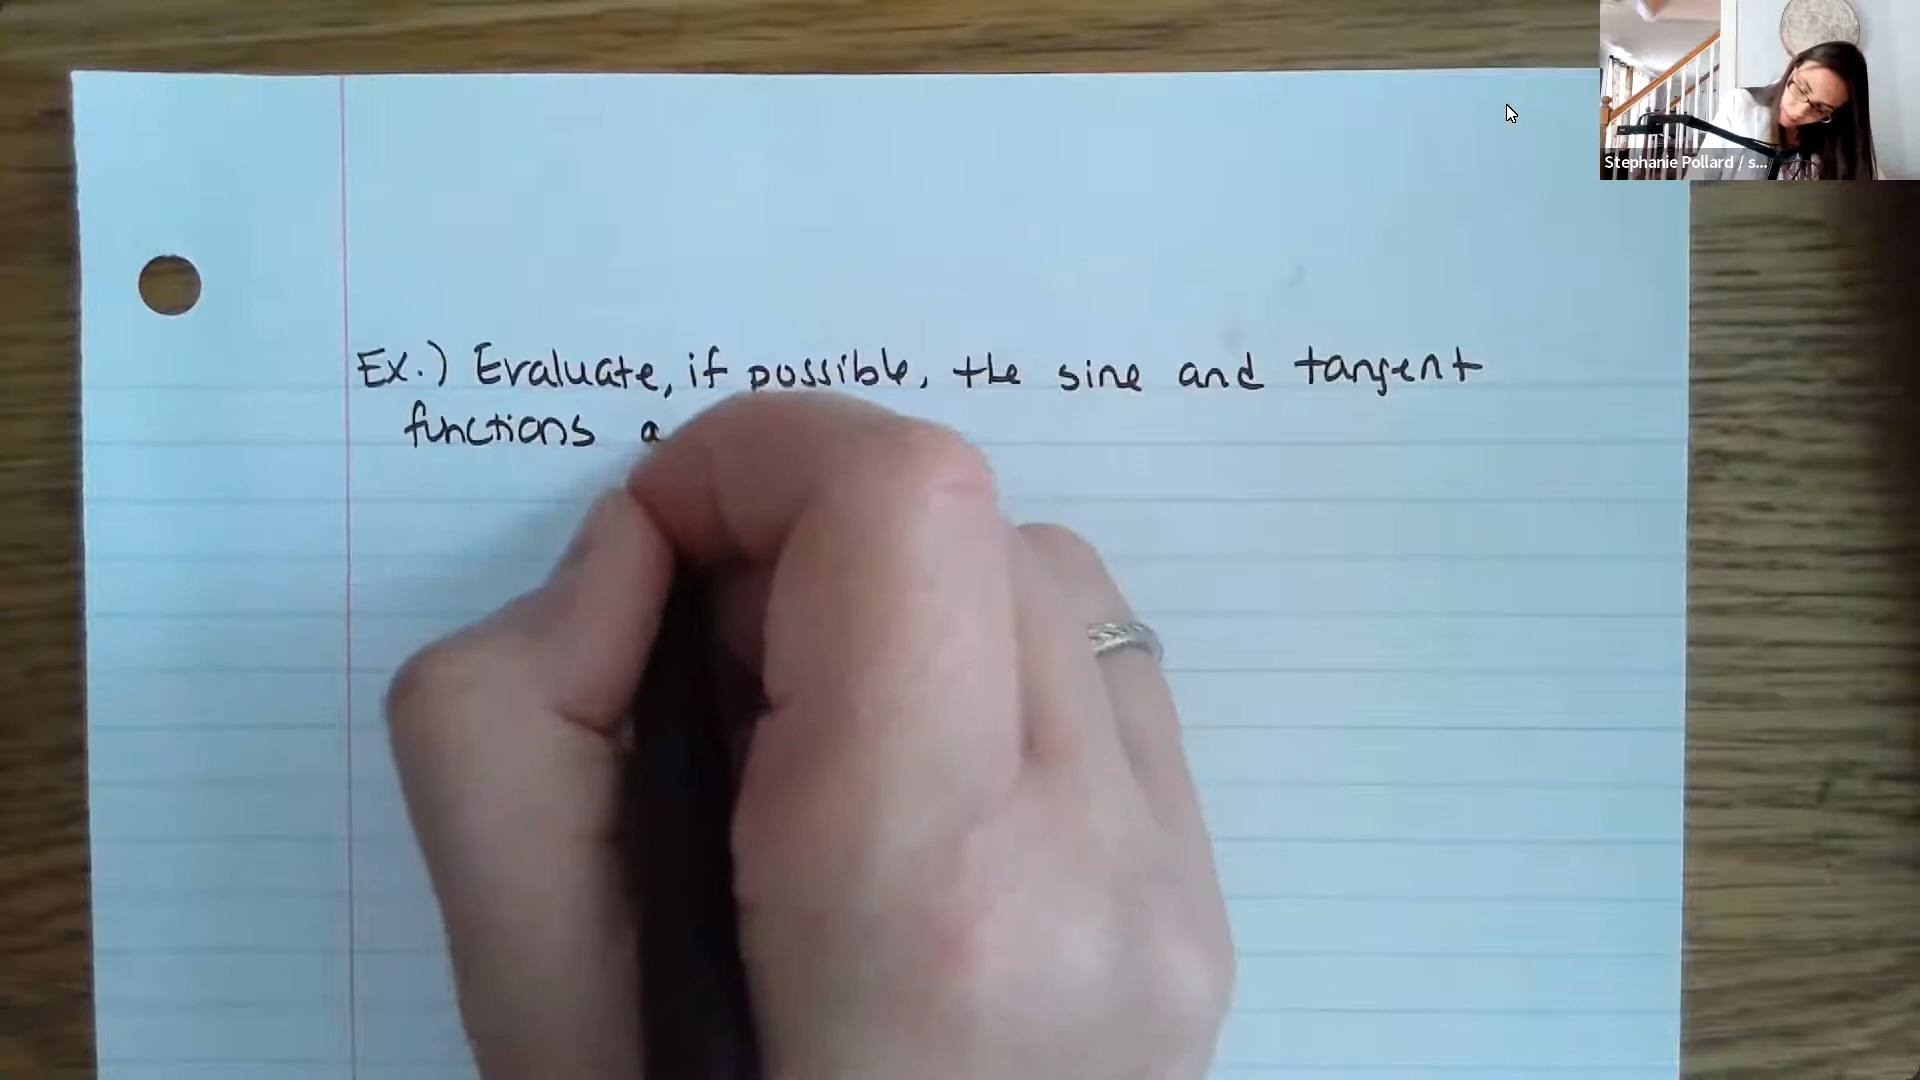 Stephanie Pollard / s...
Ex.) Evaluate, if possible, the sine and tangent
functions a